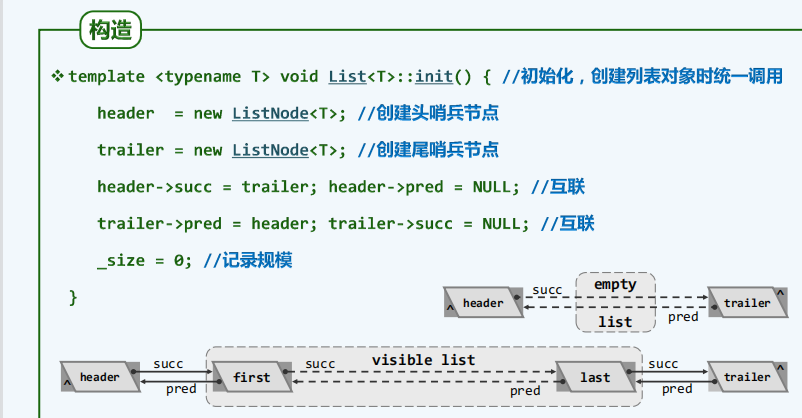 构造
❖ template <typename T> void List<T>::init() { //初始化，创建列表对象时统一调用
header  = new ListNode<T>; //创建头哨兵节点
trailer = new ListNode<T>; //创建尾哨兵节点
header->succ = trailer; header->pred = NULL; //互联
trailer->pred = header; trailer->succ = NULL; //互联
_size = 0; //记录规模
}
header ^ succ empty trailer ^
list pred
header ^ succ first succ visible list last succ trailer ^
pred pred pred